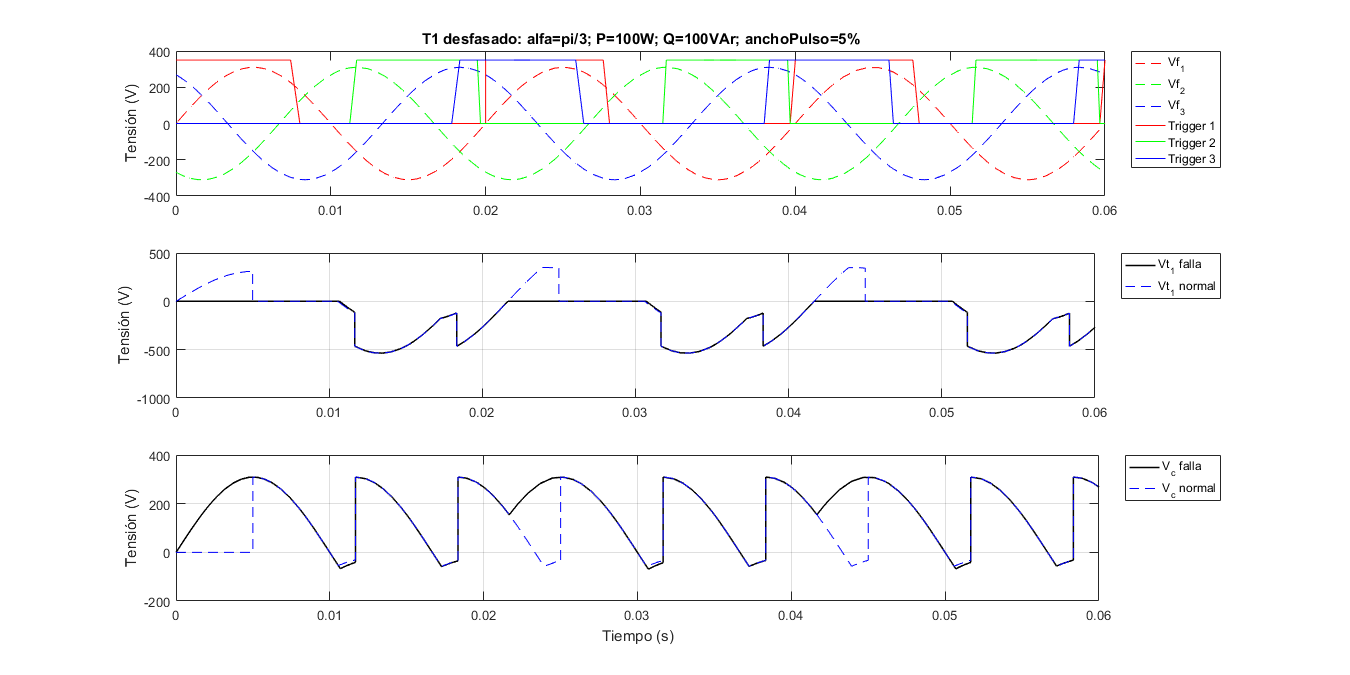 T1 desfasado: alfa=pi/3; P=100W; Q=100VAr; anchoPulso=5%
400
200
0
-200
-400
Tensión (V)
0 0.01 0.02 0.03 0.04 0.05 0.06
Vf1
Vf2
Vf3
Trigger 1
Trigger 2
Trigger 3
500
0
-500
-1000
Tensión (V)
0 0.01 0.02 0.03 0.04 0.05 0.06
Vt1 falla
Vt1 normal
400
200
0
-200
Tensión (V)
0 0.01 0.02 0.03 0.04 0.05 0.06
Tiempo (s)
Vc falla
Vc normal